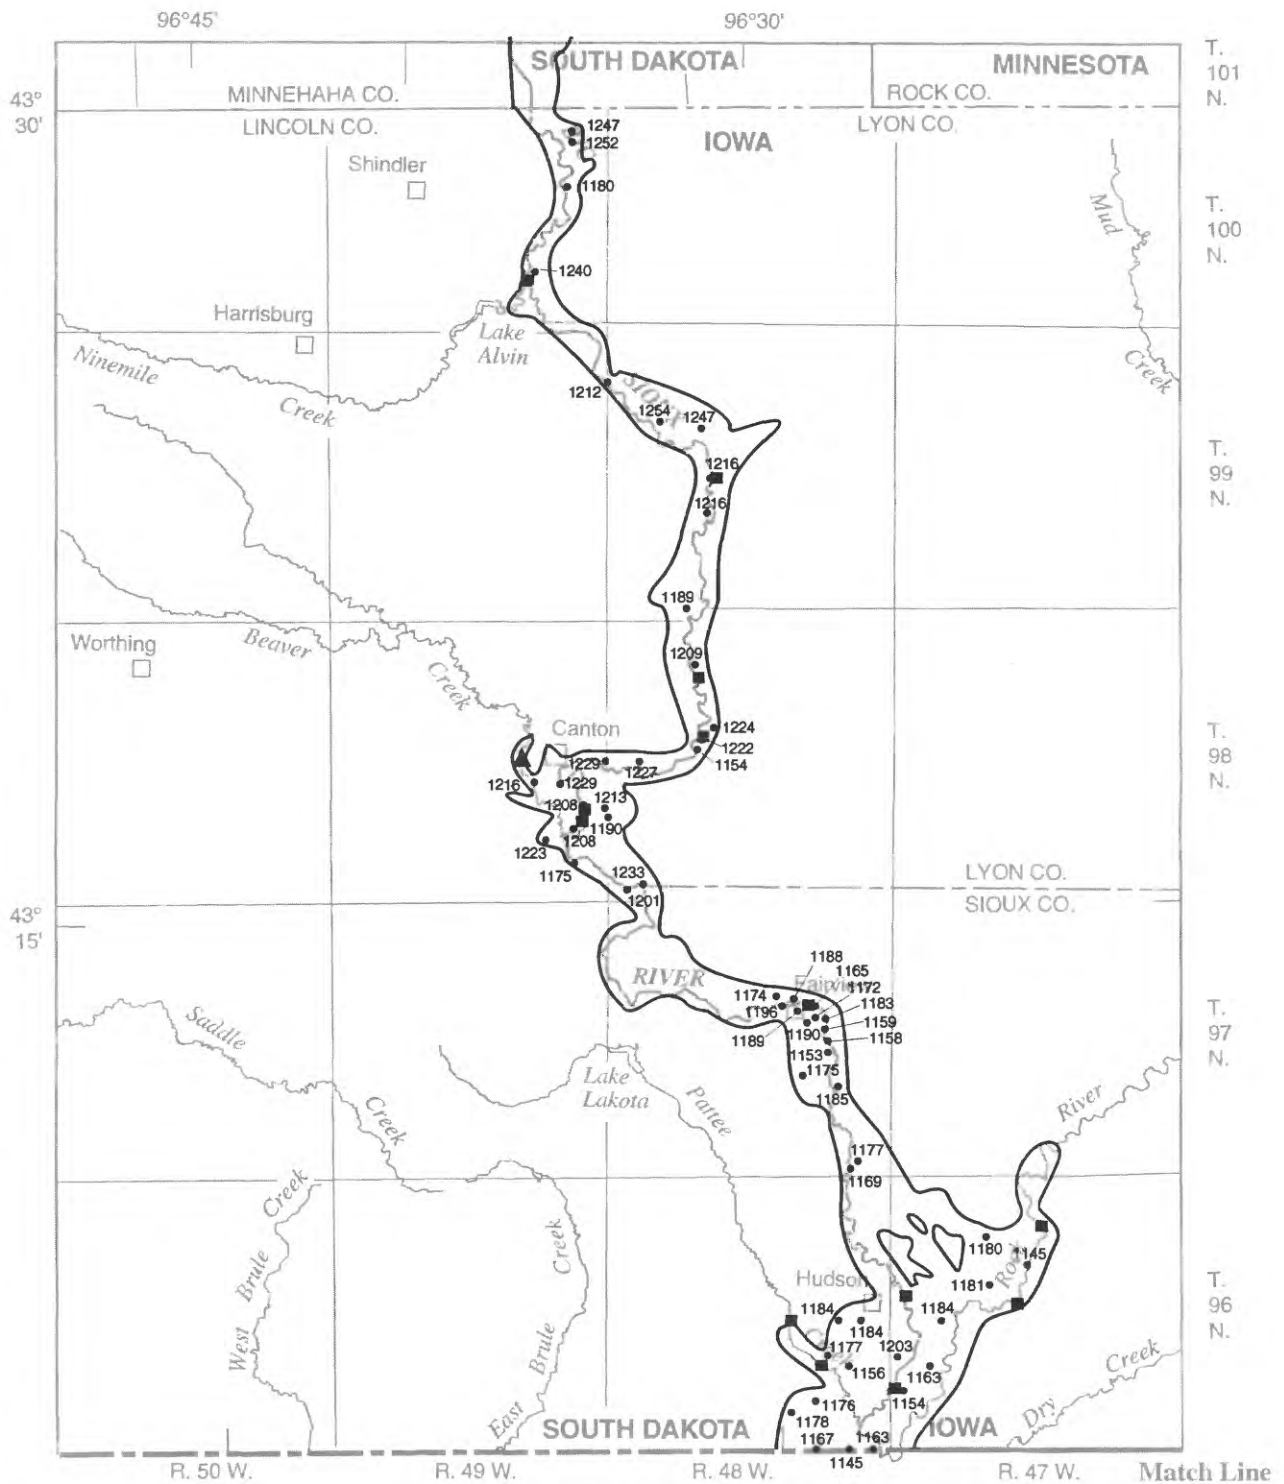 96°45'
96°30'
SOUTH DAKOTA
MINNESOTA
T.
101
N.
43°
30'
MINNEHAHA CO.
ROCK CO.
LINCOLN CO.
LYON CO.
IOWA
1247
1252
Shindler
1180
Mud
Creek
T.
100
N.
1240
Harrisburg
Lake
Alvin
Ninemile
Creek
1212
SIOUX
1254
1247
1216
1216
T.
99
N.
1189
Worthing
Beaver
Creek
1209
Canton
1224
1222
1154
T.
98
N.
1229
1227
1216
1229
1208
1213
1190
1208
1223
1175
1233
1201
LYON CO.
SIOUX CO.
43°
15'
RIVER
1188
1165
Fairview
1172
1174
1183
1196
1190
1159
1189
1158
1153
1175
1185
T.
97
N.
Saddle
Creek
Lake
Lakota
Pattee
Creek
River
1177
1169
West
Brule
Creek
East
Brule
Creek
1180
1145
Rock
1181
Hudson
1184
1184
1184
T.
96
N.
1177
1203
1156
1163
1154
Dry
Creek
1176
1178
SOUTH DAKOTA
IOWA
1167
1145
1163
R. 50 W.
R. 49 W.
R. 48 W.
R. 47 W.
Match Line